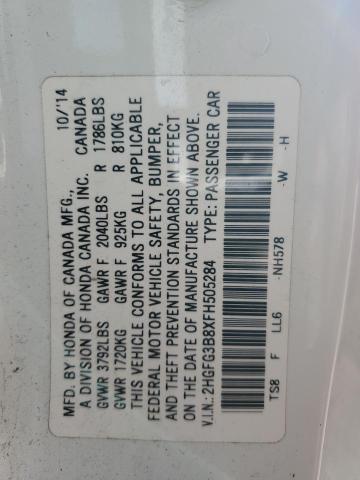 MFD. BY HONDA OF CANADA MFG., 10/'14
A DIVISION OF HONDA CANADA INC. CANADA
GVWR 3792LBS GAWR F 2040LBS R 1786LBS
GVWR 1720KG GAWR F 925KG R 810KG
THIS VEHICLE CONFORMS TO ALL APPLICABLE
FEDERAL MOTOR VEHICLE SAFETY, BUMPER,
AND THEFT PREVENTION STANDARDS IN EFFECT
ON THE DATE OF MANUFACTURE SHOWN ABOVE.
V.I.N.: 2HGFG3B8XFH505284 TYPE: PASSENGER CAR
TS8 F LL6 -NH578 -W -H